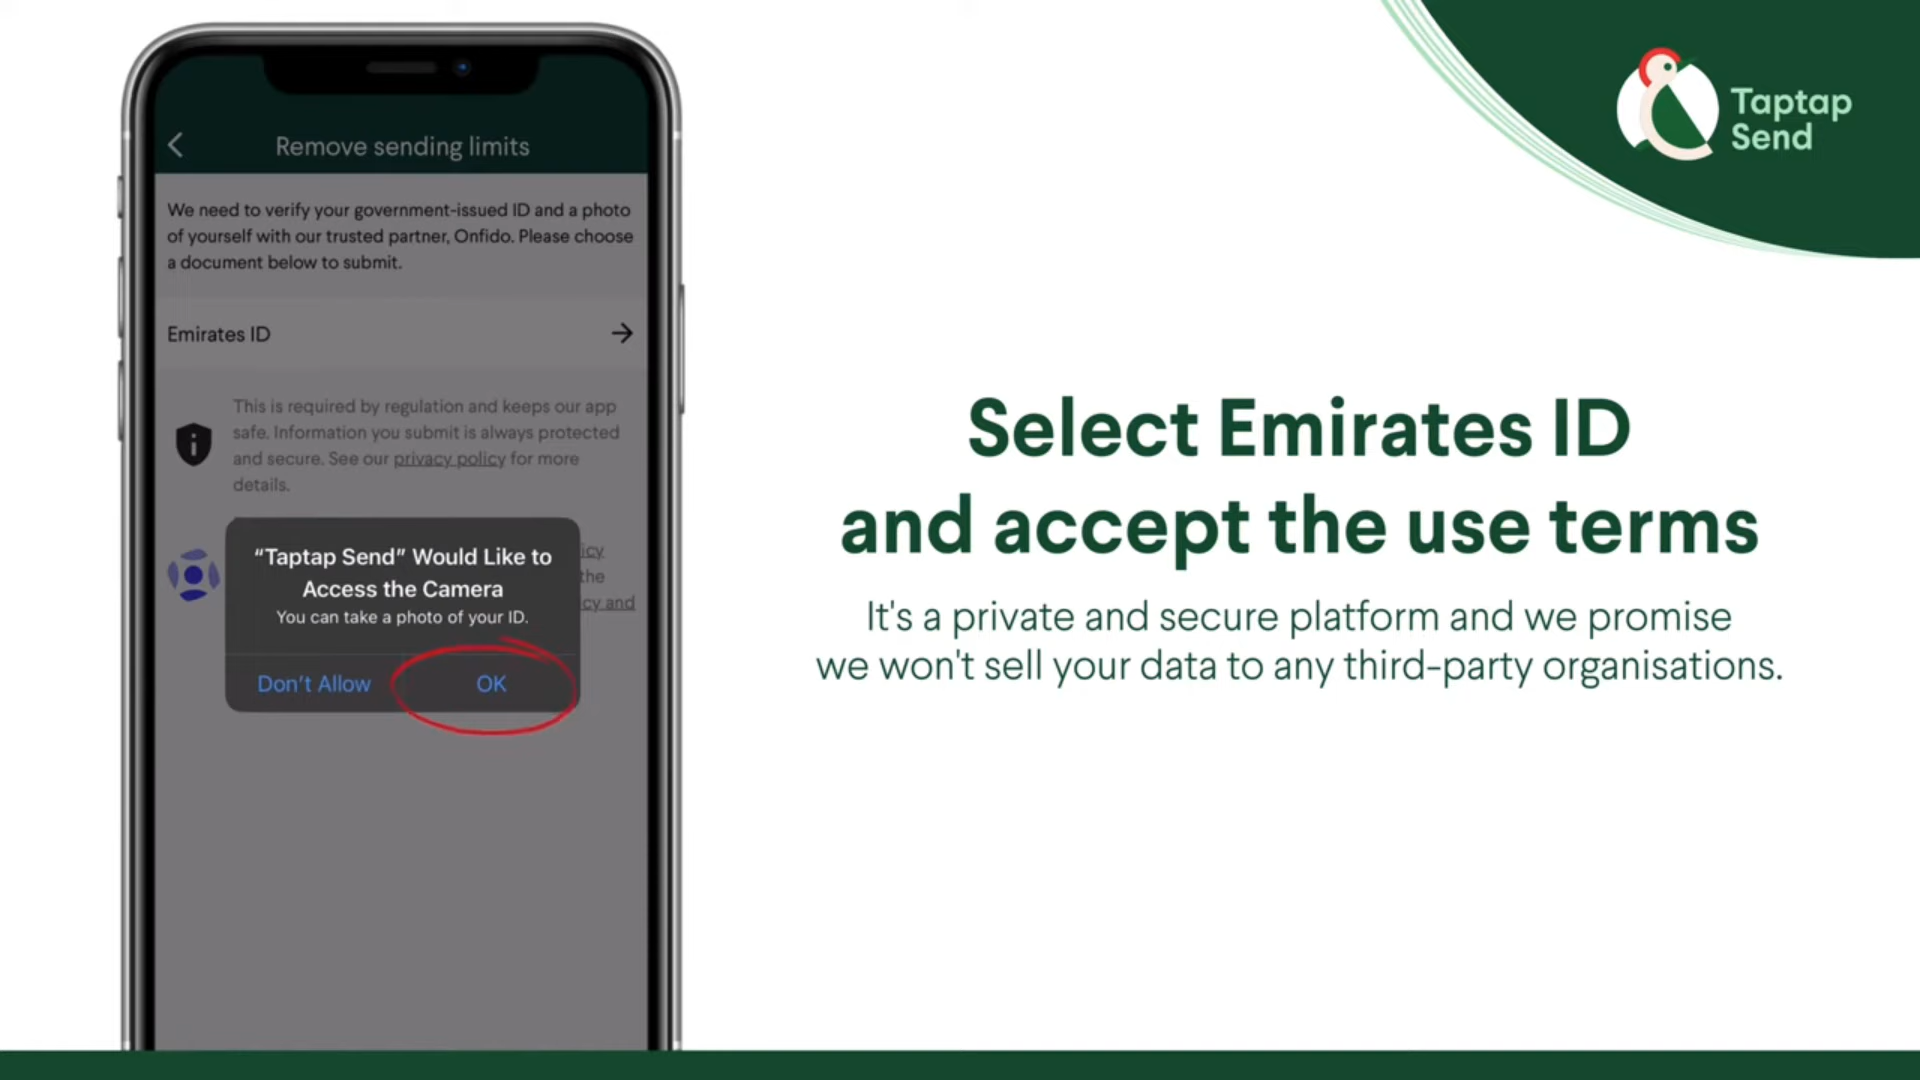 Remove sending limits
We need to verify your government-issued ID and a photo
of yourself with our trusted partner, Onfido. Please choose
a document below to submit.
Emirates ID
This is required by regulation and keeps our app
safe. Information you submit is always protected
and secure. See our privacy policy for more
details.
icy
the
cy and
“Taptap Send” Would Like to
Access the Camera
You can take a photo of your ID.
Don’t Allow OK
Taptap
Send
Select Emirates ID
and accept the use terms
It's a private and secure platform and we promise
we won't sell your data to any third-party organisations.